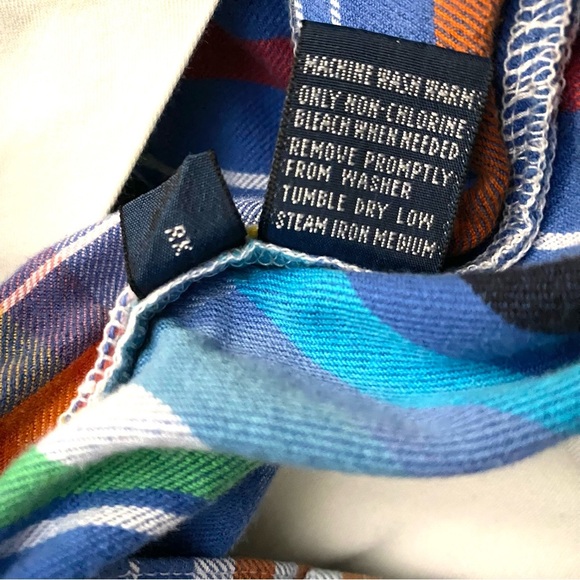 MACHINE WASH WARM
ONLY NON-CHLORINE
BLEACH WHEN NEEDED
REMOVE PROMPTLY
FROM WASHER
TUMBLE DRY LOW
STEAM IRON MEDIUM
RX